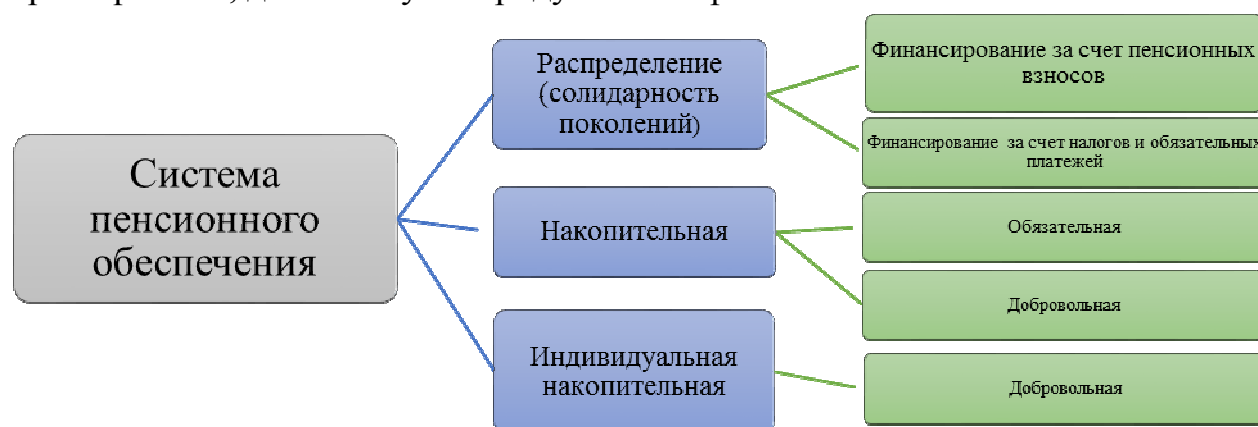 Система
пенсионного
обеспечения
Распределение
(солидарность
поколений)
Финансирование за счет пенсионных
взносов
Финансирование за счет налогов и обязательных
платежей
Накопительная
Обязательная
Добровольная
Индивидуальная
накопительная
Добровольная